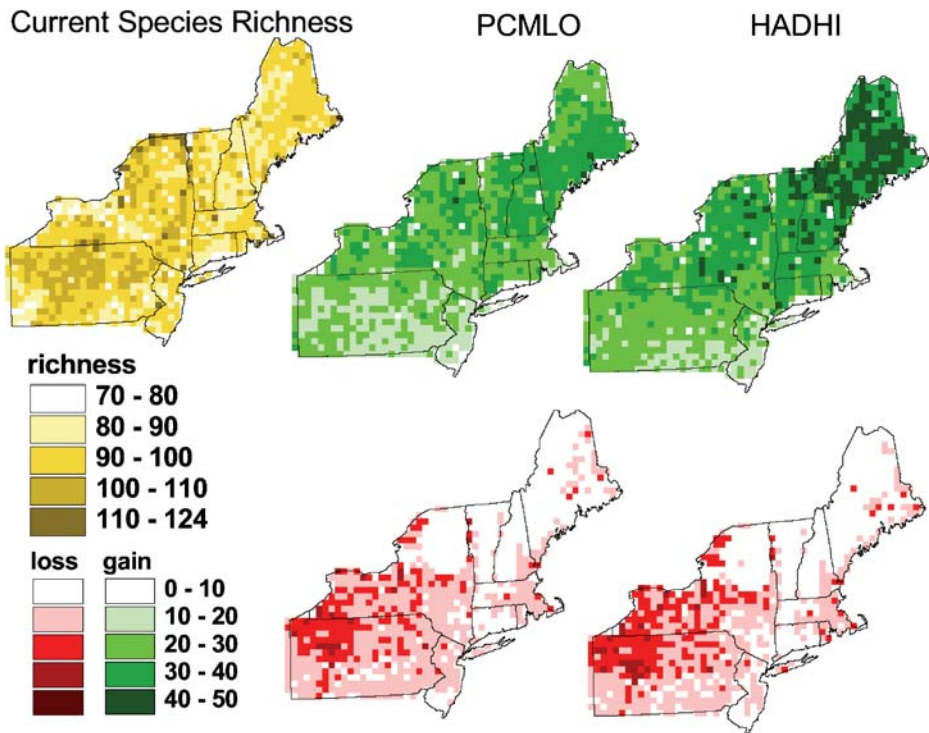 Current Species Richness
PCMLO
HADHI
richness
70 - 80
80 - 90
90 - 100
100 - 110
110 - 124
loss gain
0 - 10
10 - 20
20 - 30
30 - 40
40 - 50